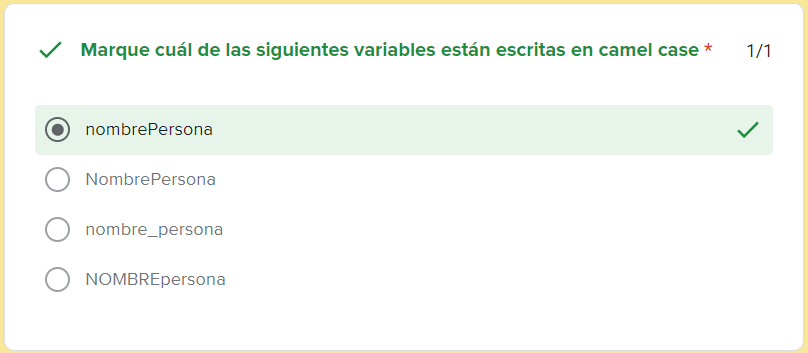 Marque cuál de las siguientes variables están escritas en camel case * 1/1
nombrePersona
NombrePersona
nombre_persona
NOMBREpersona